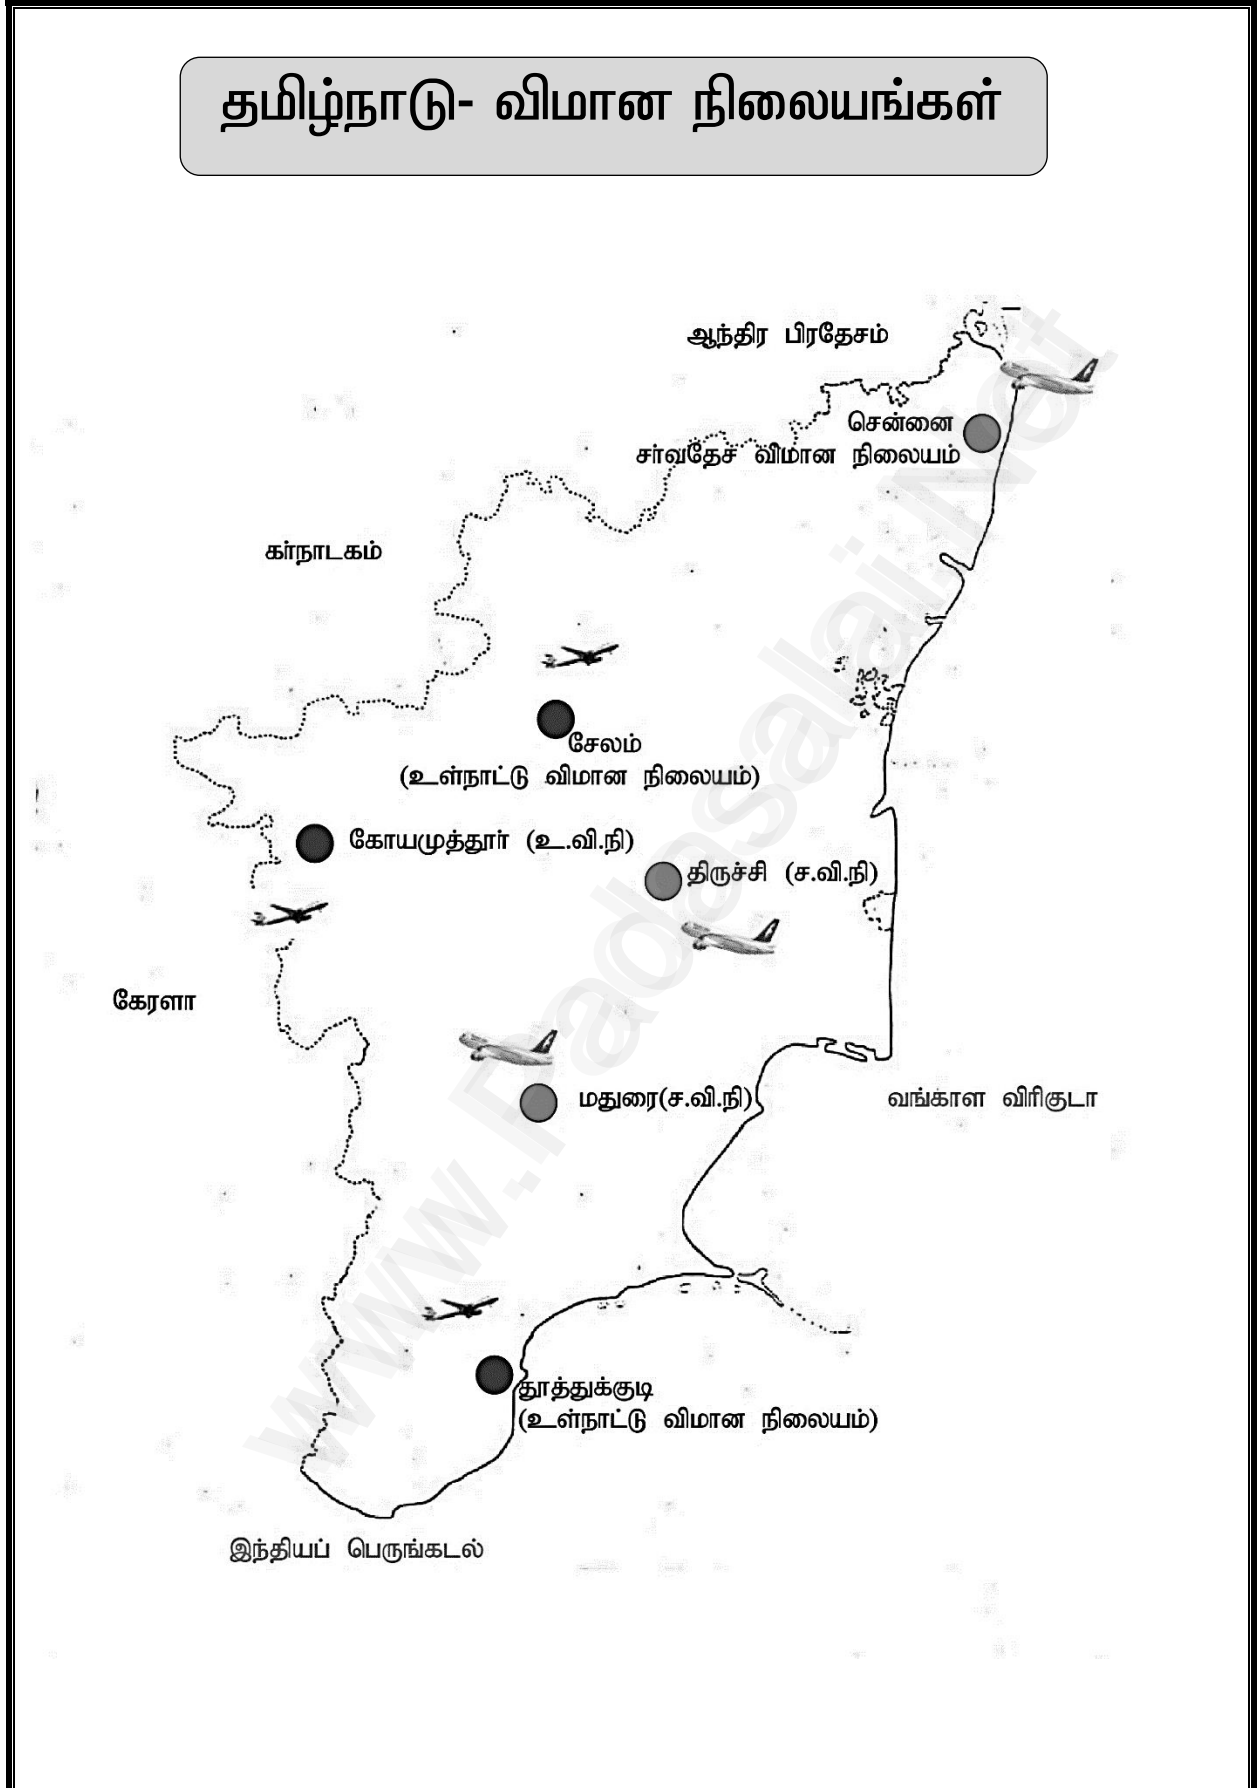 தமிழ்நாடு- விமான நிலையங்கள்
ஆந்திர பிரதேசம்
சென்னை
சர்வதேச விமான நிலையம்
கர்நாடகம்
சேலம்
(உள்நாட்டு விமான நிலையம்)
கோயமுத்தூர் (உ.வி.நி)
திருச்சி (ச.வி.நி)
கேரளா
மதுரை(ச.வி.நி)
வங்காள விரிகுடா
தூத்துக்குடி
(உள்நாட்டு விமான நிலையம்)
இந்தியப் பெருங்கடல்
www.Padasalai.Net